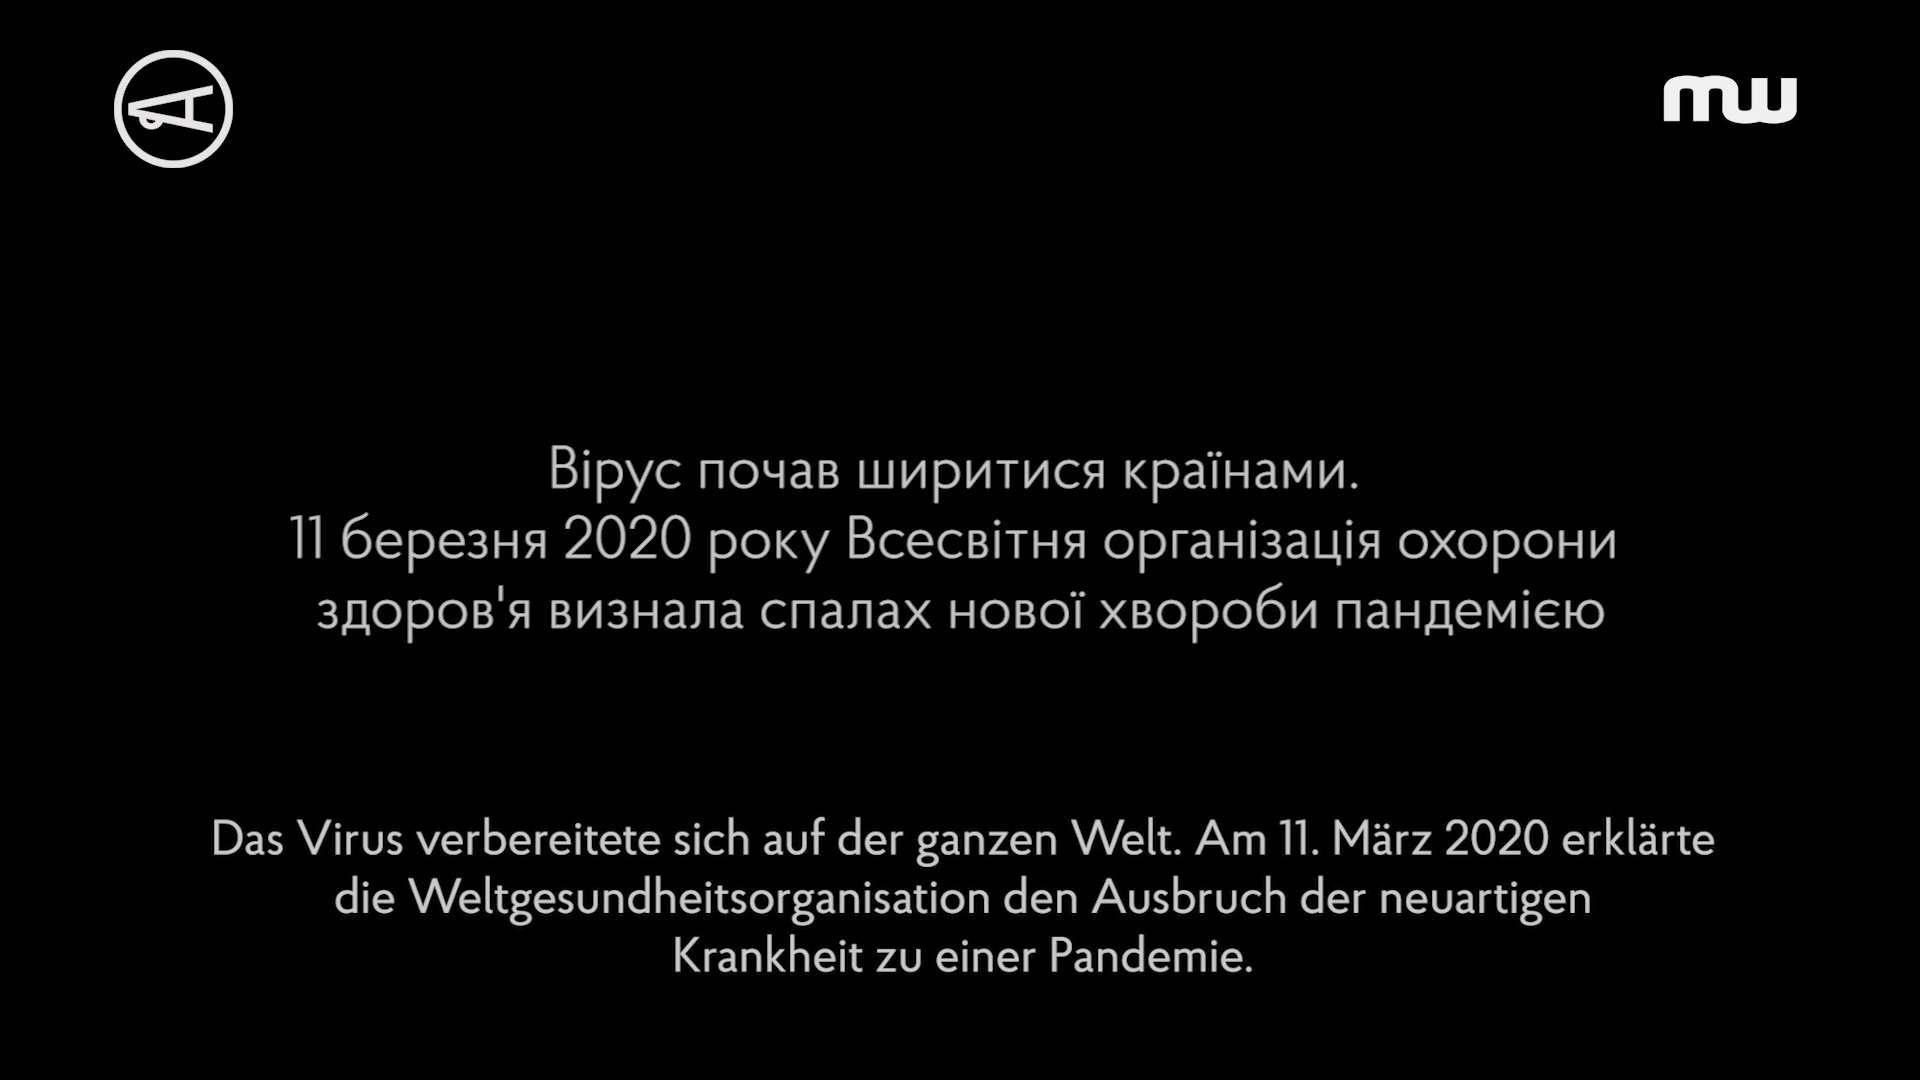 mw
Вірус почав ширитися країнами.
11 березня 2020 року Всесвітня організація охорони
здоров'я визнала спалах нової хвороби пандемією
Das Virus verbereitete sich auf der ganzen Welt. Am 11. März 2020 erklärte
die Weltgesundheitsorganisation den Ausbruch der neuartigen
Krankheit zu einer Pandemie.